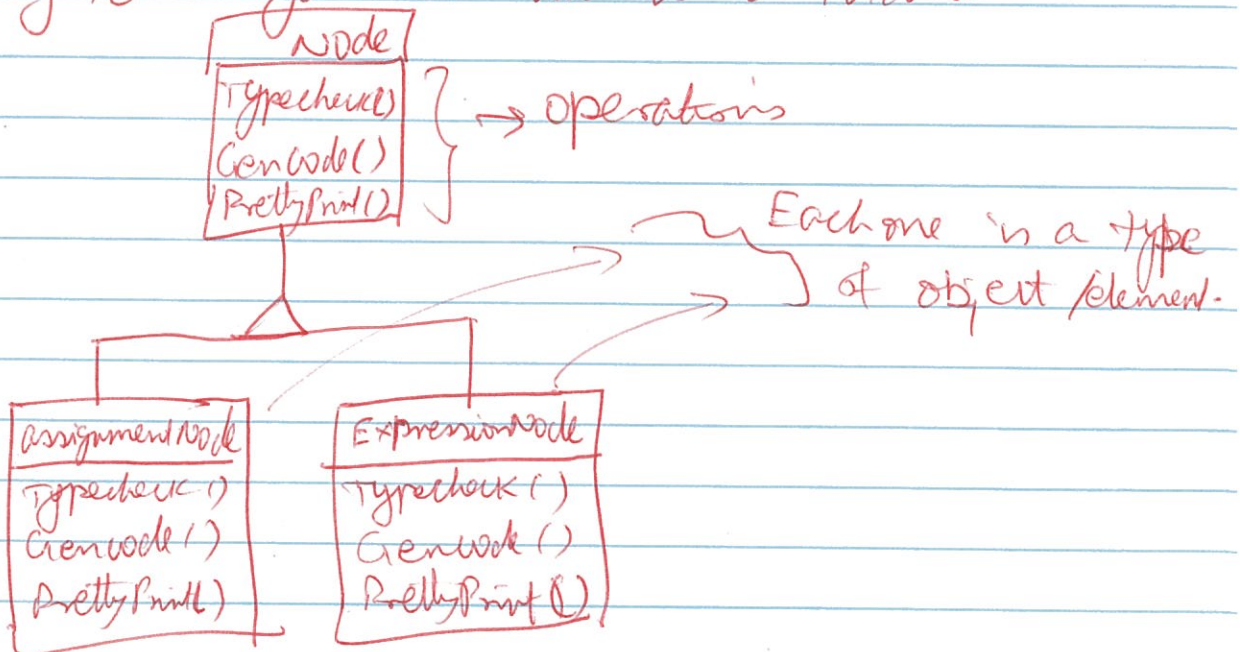 Node
Typecheck()
GenCode()
PrettyPrint()
→ operations
Each one is a type
of object /element.
assignmentNode
Typecheck()
Gencode()
PrettyPrint()
ExpressionNode
Typecheck()
Gencode()
PrettyPrint()